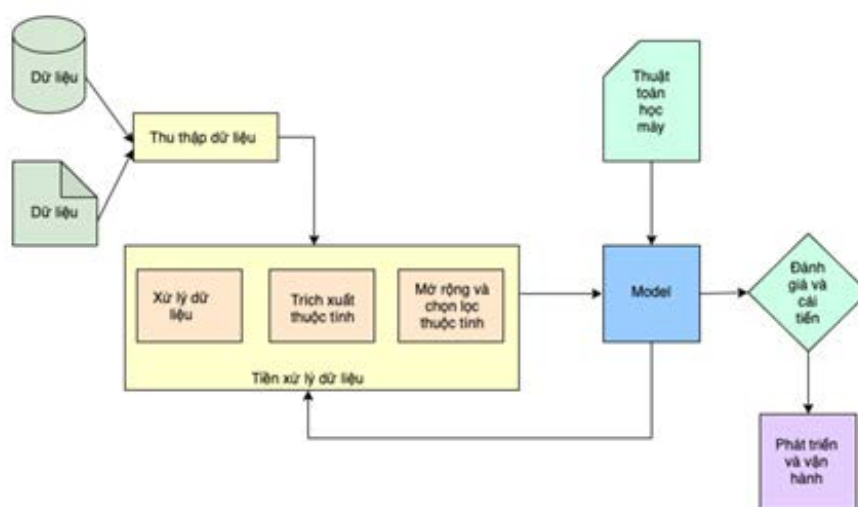 Dữ liệu
Thu thập dữ liệu
Dữ liệu
Thuật
toán
học
máy
Xử lý dữ
liệu
Trích xuất
thuộc tính
Mở rộng và
chọn lọc
thuộc tính
Tiền xử lý dữ liệu
Model
Đánh
giá và
cải
tiến
Phát triển
và vận
hành